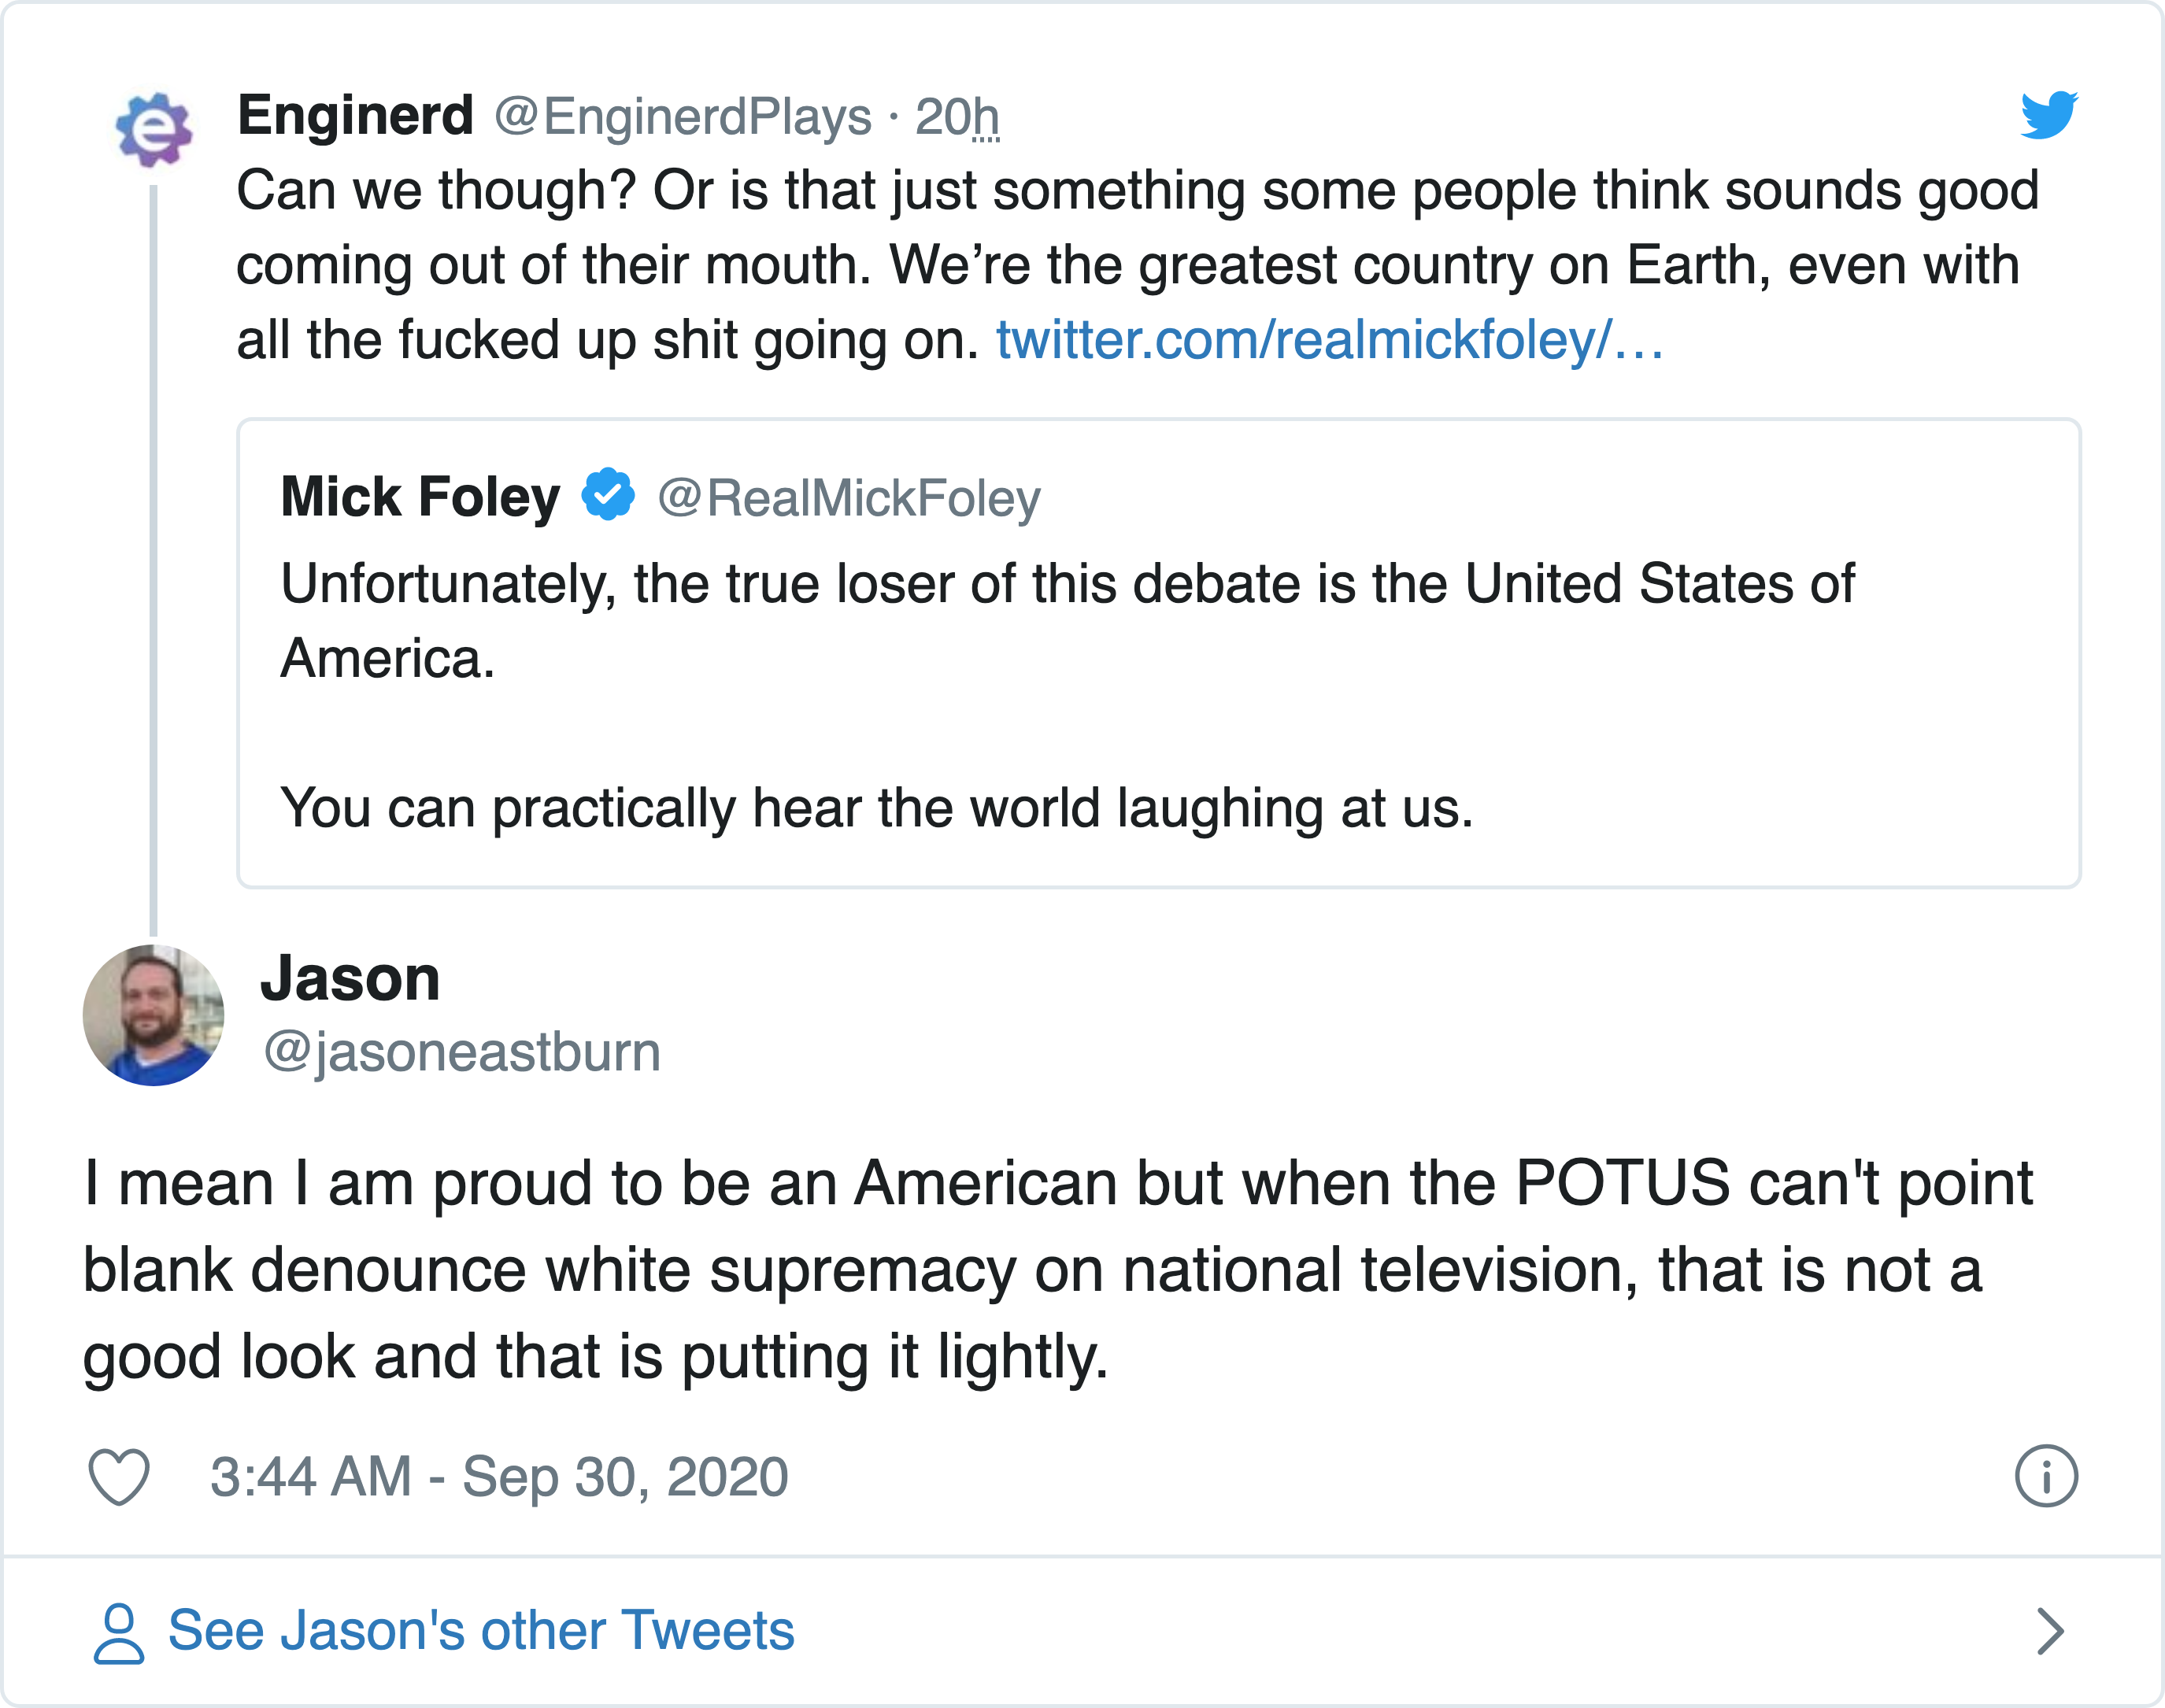 Enginerd @EnginerdPlays · 20h
Can we though? Or is that just something some people think sounds good
coming out of their mouth. We’re the greatest country on Earth, even with
all the fucked up shit going on. twitter.com/realmickfoley/…
Mick Foley @RealMickFoley
Unfortunately, the true loser of this debate is the United States of
America.
You can practically hear the world laughing at us.
Jason
@jasoneastburn
I mean I am proud to be an American but when the POTUS can't point
blank denounce white supremacy on national television, that is not a
good look and that is putting it lightly.
3:44 AM - Sep 30, 2020
See Jason's other Tweets